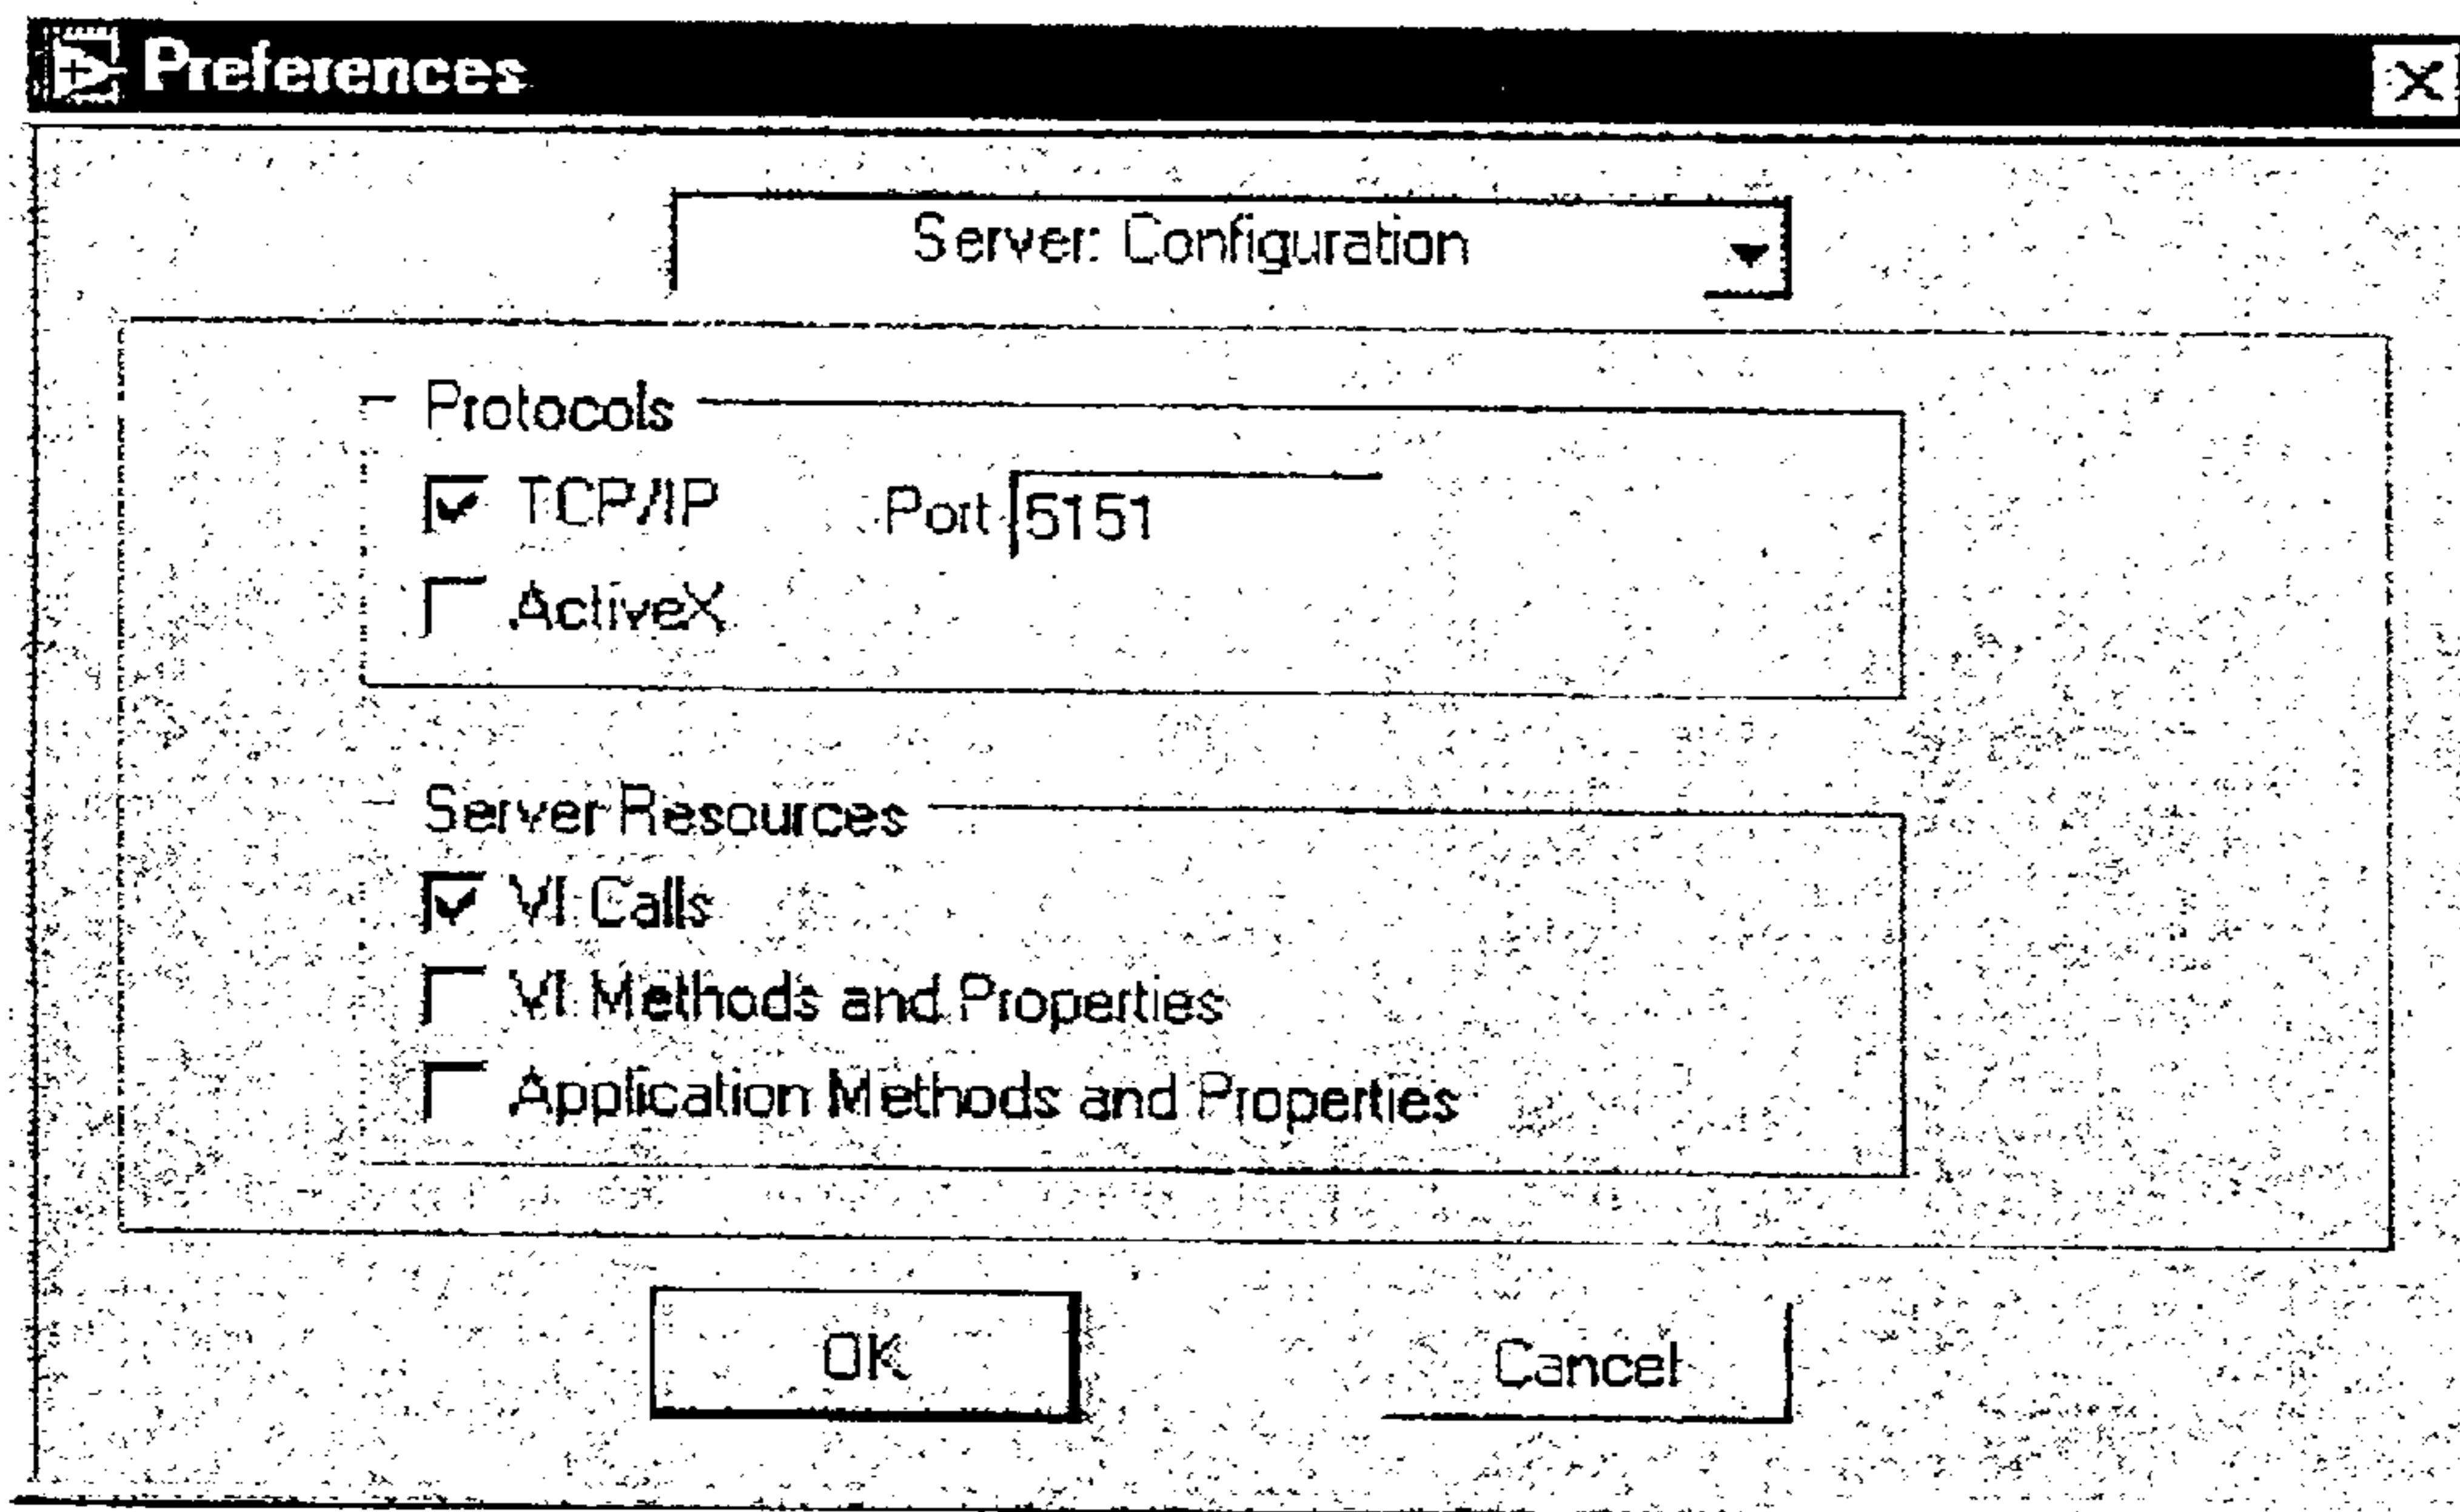 Preferences
Server: Configuration
Protocols
TCP/IP Port 5151
ActiveX
Server Resources
VI Calls
VI Methods and Properties
Application Methods and Properties
OK Cancel